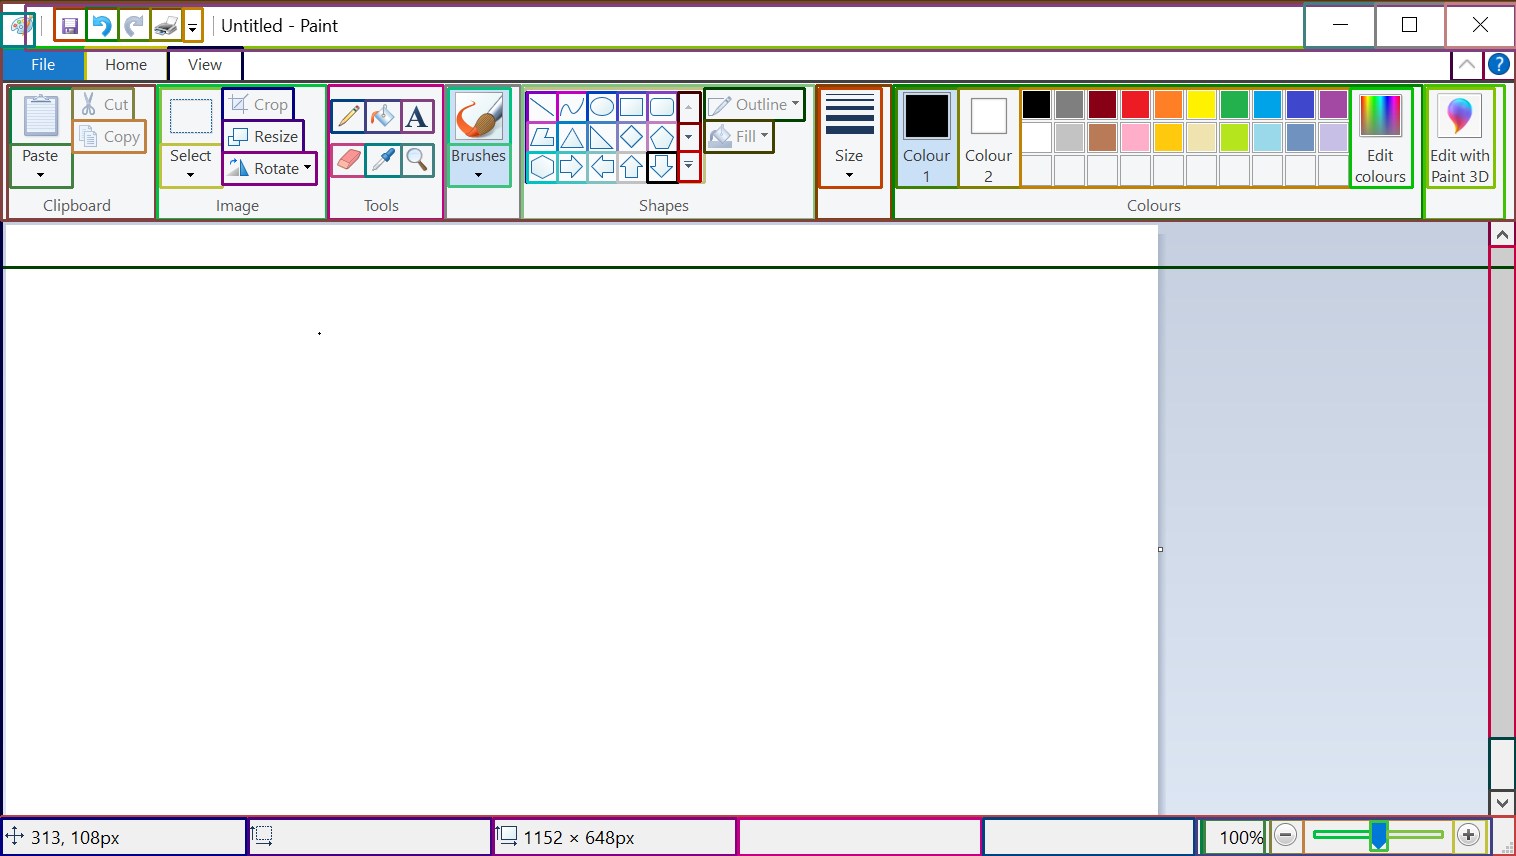 Untitled - Paint
File Home View
Paste
Cut
Copy
Clipboard
Select
Crop
Resize
Rotate
Image
A
Tools
Brushes
Outline
Fill
Shapes
Size
Colour
1
Colour
2
Edit
colours
Colours
Edit with
Paint 3D
313, 108px
1152 × 648px
100%